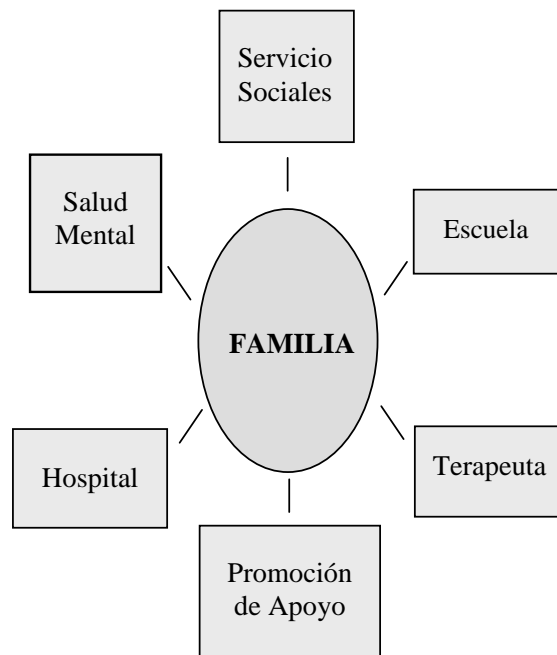 Servicio
Sociales
Salud
Mental
Escuela
FAMILIA
Hospital
Terapeuta
Promoción
de Apoyo